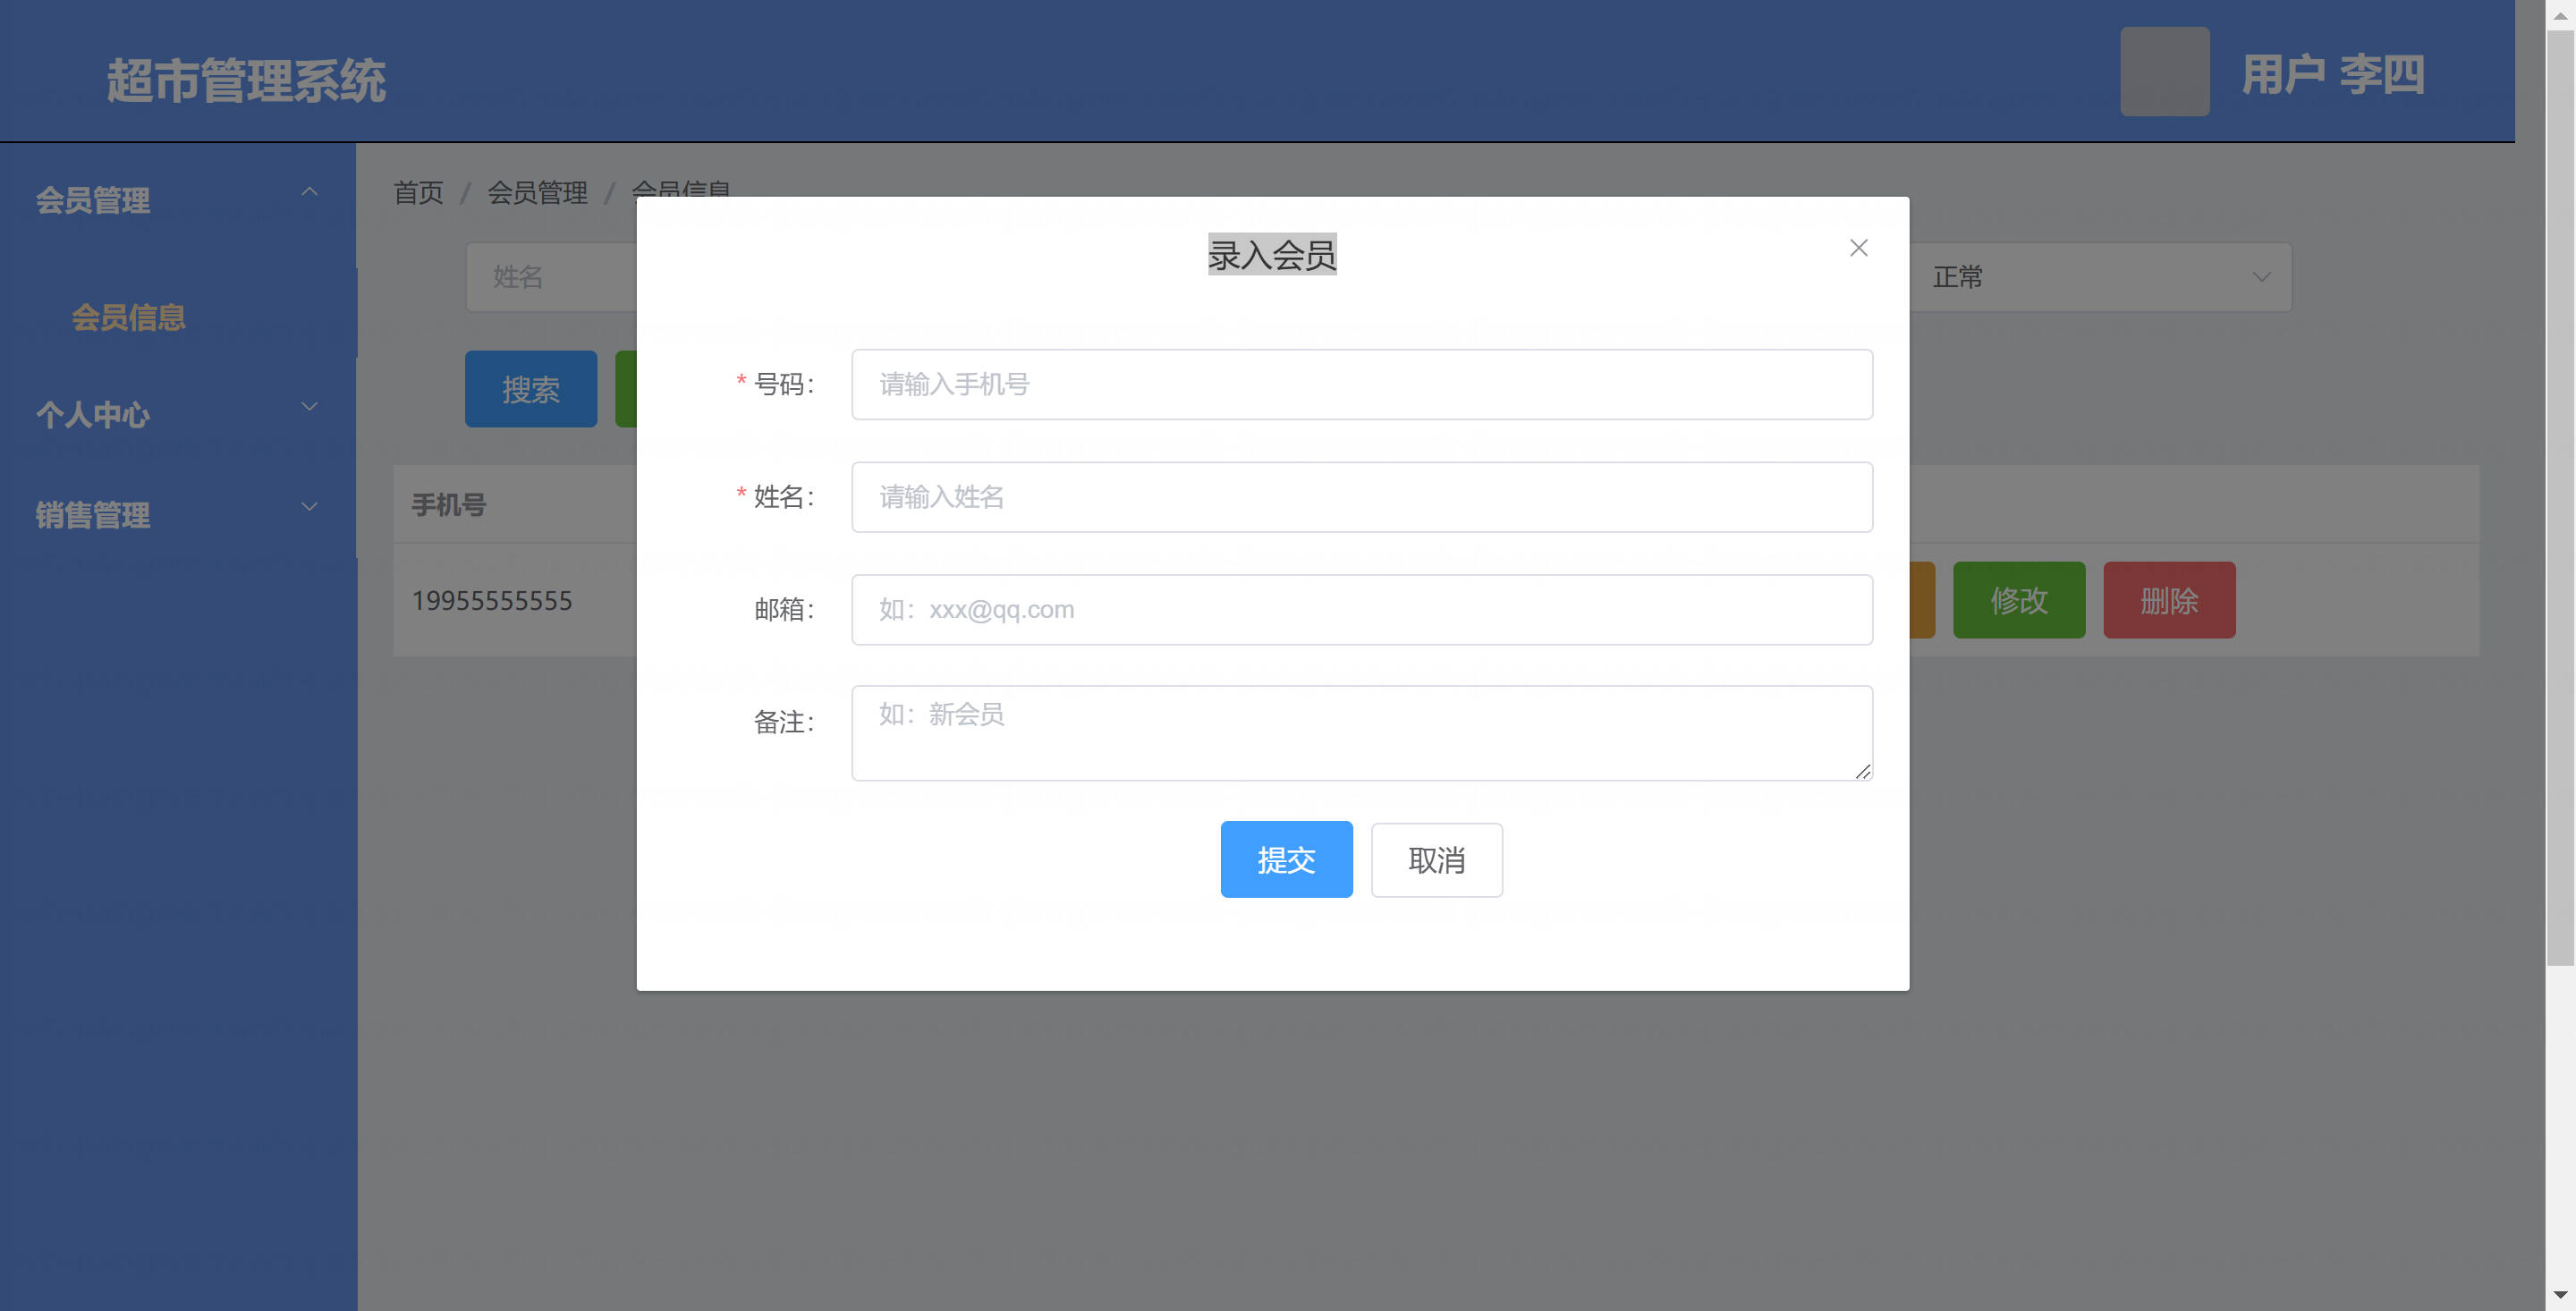 超市管理系统
用户 李四
会员管理
会员信息
个人中心
销售管理
首页 / 会员管理 / 会员信息
姓名
正常
搜索
手机号
19955555555
修改
删除
录入会员
* 号码：
请输入手机号
* 姓名：
请输入姓名
邮箱：
如：xxx@qq.com
备注：
如：新会员
提交
取消